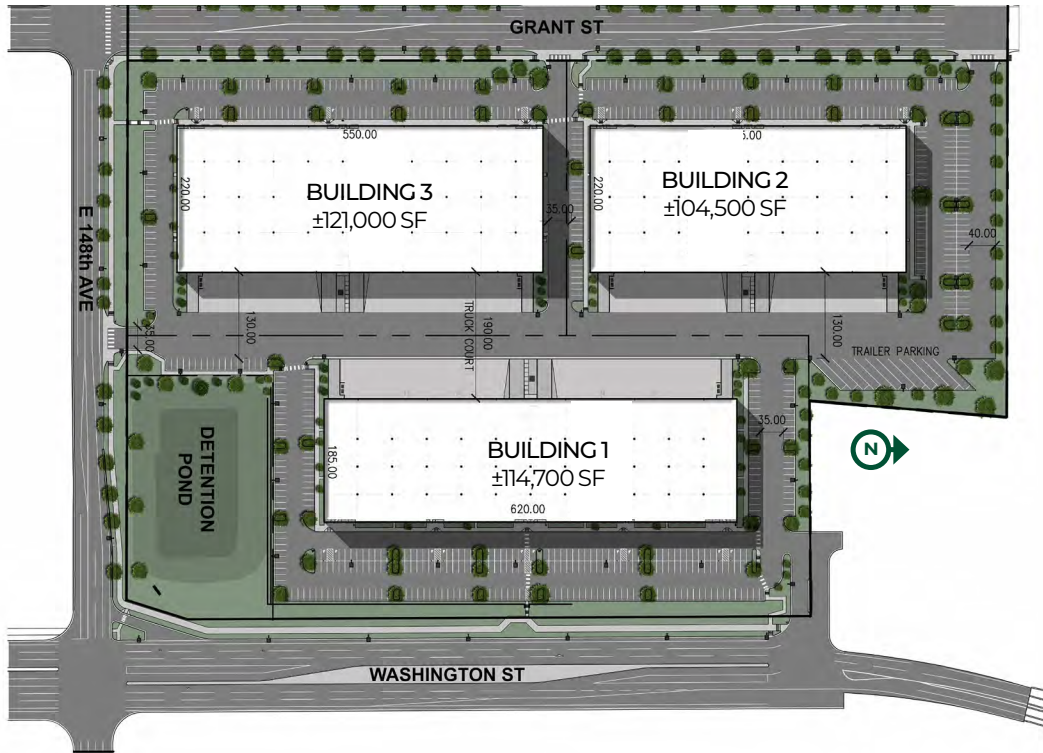 GRANT ST
550.00
5.00
BUILDING 3
±121,000 SF
BUILDING 2
±104,500 SF
220.00
220.00
35.00
40.00
E 148th AVE
130.00
TRUCK COURT
190.00
130.00
TRAILER PARKING
35.00
N
DETENTION
POND
185.00
BUILDING 1
±114,700 SF
620.00
WASHINGTON ST